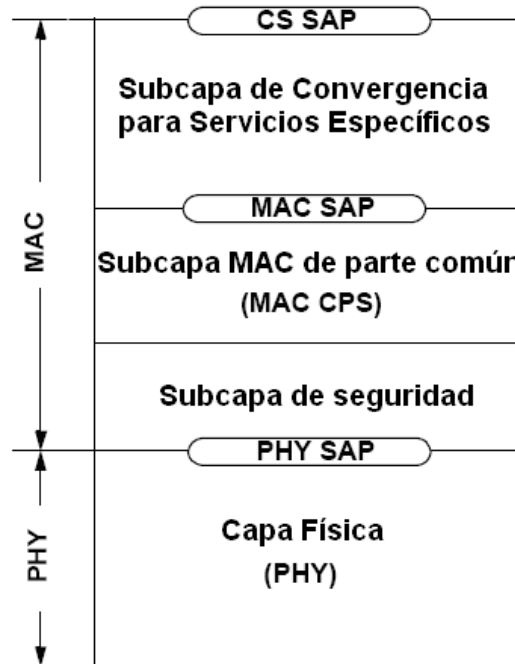 CS SAP
Subcapa de Convergencia
para Servicios Específicos
MAC SAP
MAC
Subcapa MAC de parte común
(MAC CPS)
Subcapa de seguridad
PHY SAP
Capa Física
PHY
(PHY)